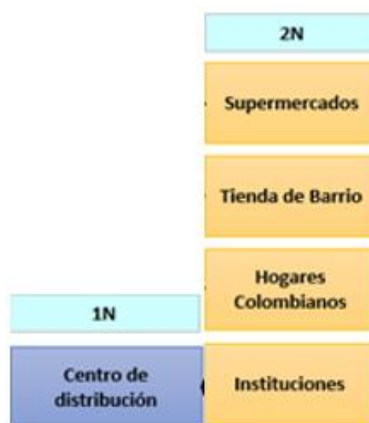 2N
Supermercados
Tienda de Barrio
Hogares
Colombianos
1N
Centro de
distribución
Instituciones